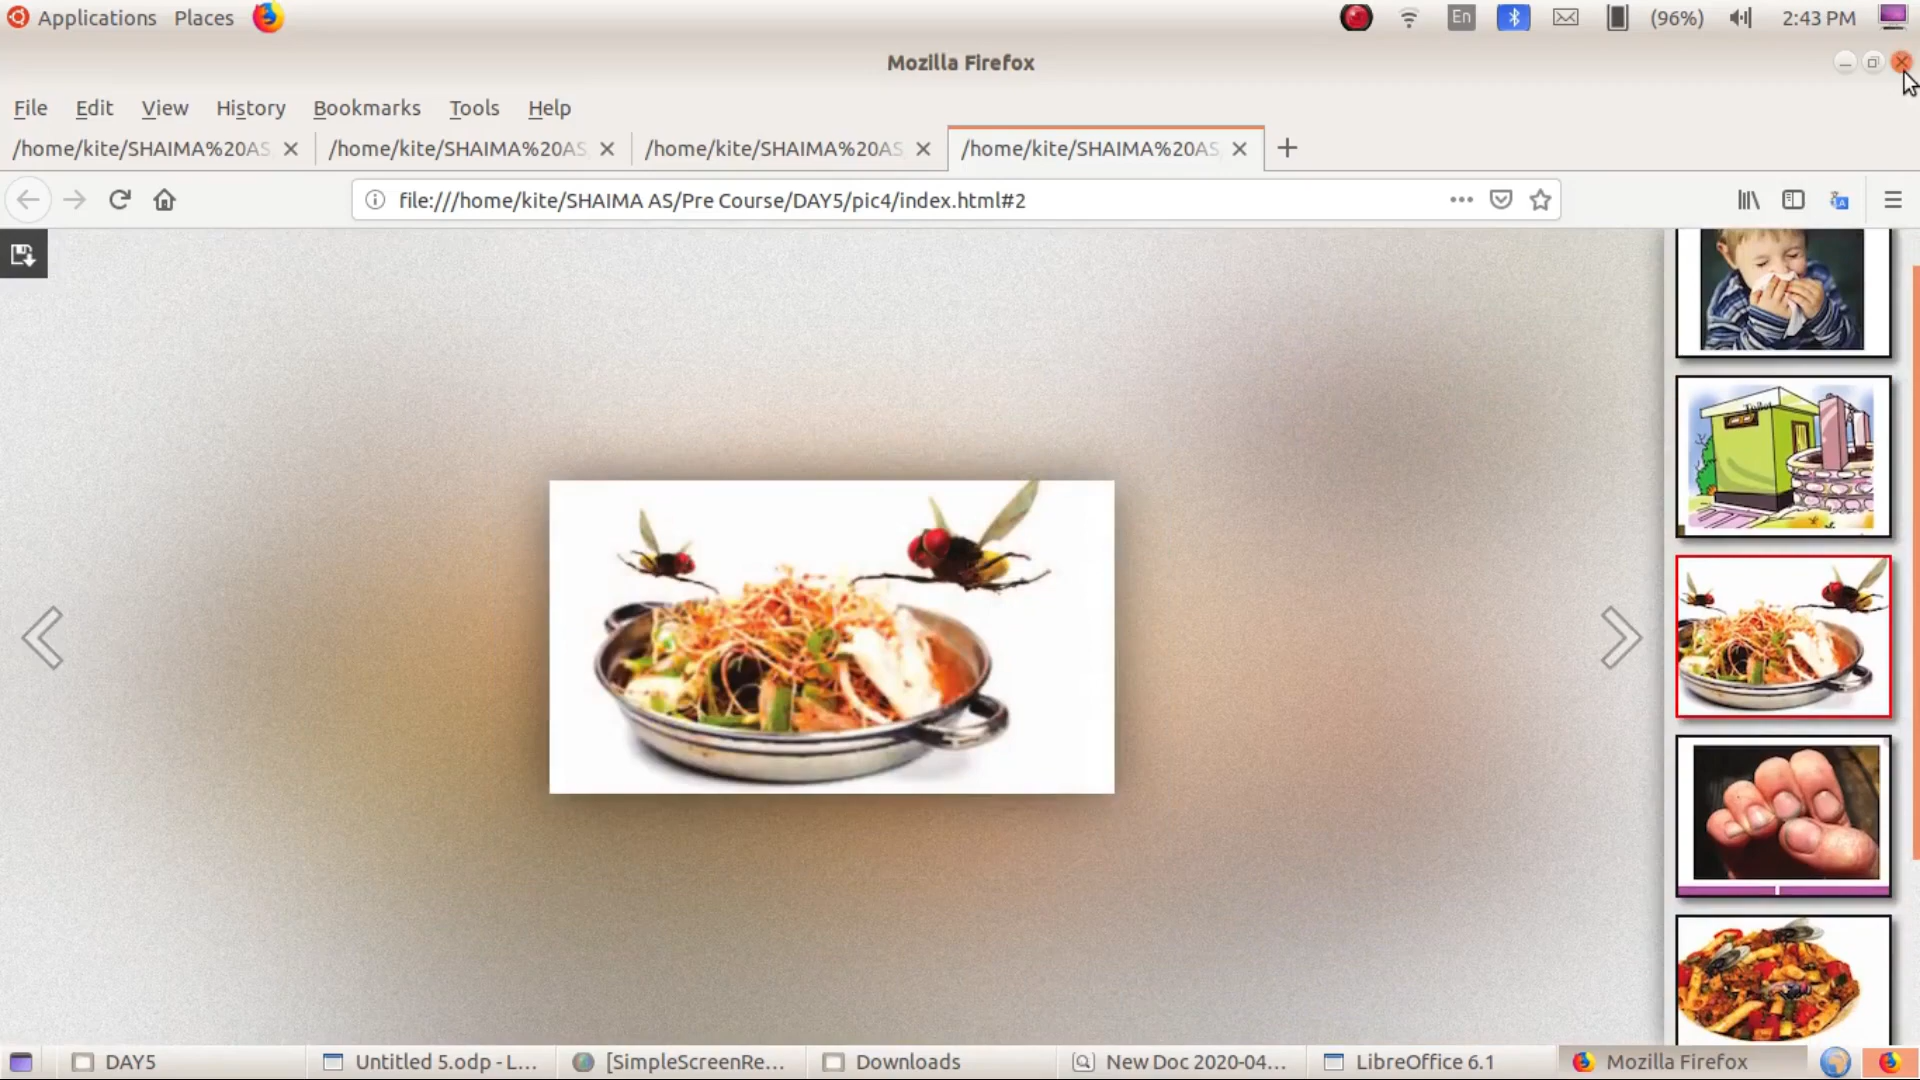 Applications Places
En
(96%)
2:43 PM
Mozilla Firefox
File Edit View History Bookmarks Tools Help
/home/kite/SHAIMA%20AS
/home/kite/SHAIMA%20AS
/home/kite/SHAIMA%20AS
/home/kite/SHAIMA%20AS
file:///home/kite/SHAIMA AS/Pre Course/DAY5/pic4/index.html#2
Toilet
DAY5
Untitled 5.odp - L...
[SimpleScreenRe...
Downloads
New Doc 2020-04...
LibreOffice 6.1
Mozilla Firefox